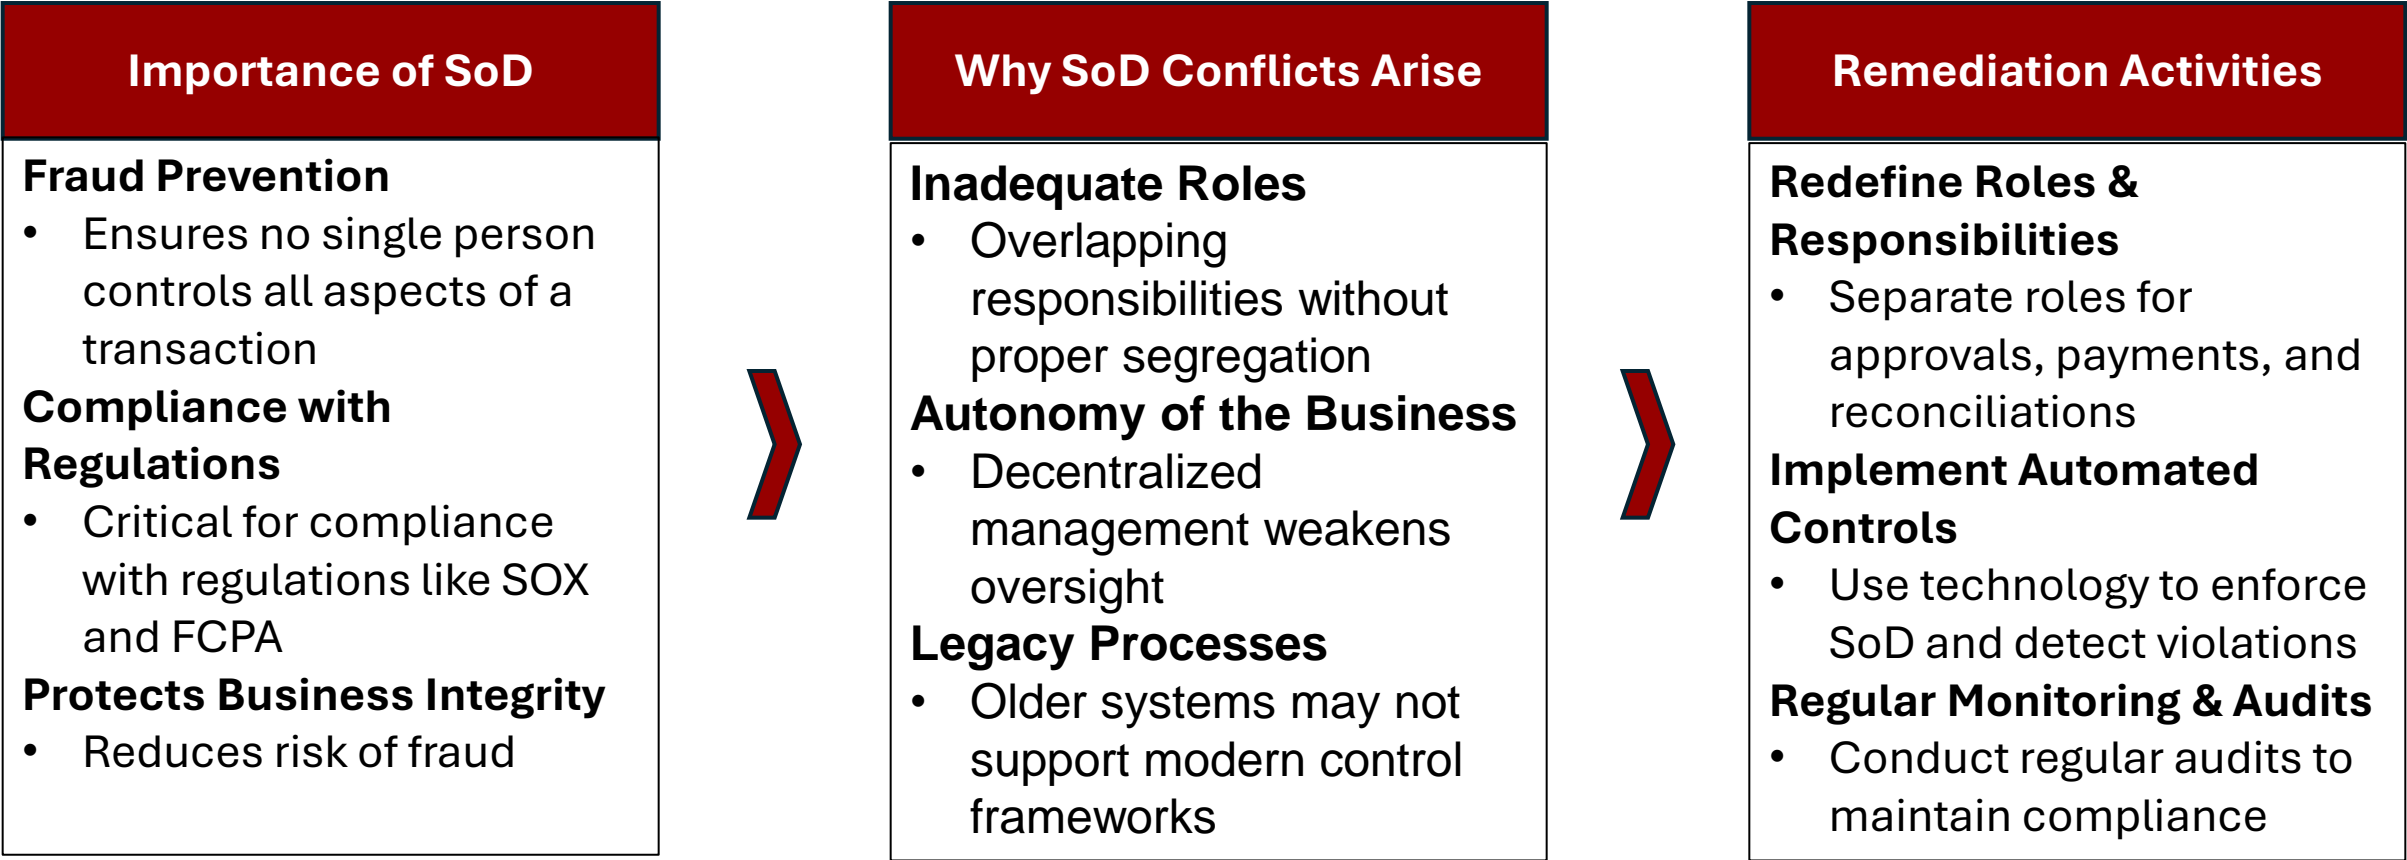 Importance of SoD
Fraud Prevention
• Ensures no single person
controls all aspects of a
transaction
Compliance with
Regulations
• Critical for compliance
with regulations like SOX
and FCPA
Protects Business Integrity
• Reduces risk of fraud
Why SoD Conflicts Arise
Inadequate Roles
• Overlapping
responsibilities without
proper segregation
Autonomy of the Business
• Decentralized
management weakens
oversight
Legacy Processes
• Older systems may not
support modern control
frameworks
Remediation Activities
Redefine Roles &
Responsibilities
• Separate roles for
approvals, payments, and
reconciliations
Implement Automated
Controls
• Use technology to enforce
SoD and detect violations
Regular Monitoring & Audits
• Conduct regular audits to
maintain compliance